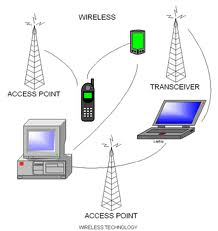 WIRELESS
ACCESS POINT
TRANSCEIVER
ACCESS POINT
WIRELESS TECHNOLOGY